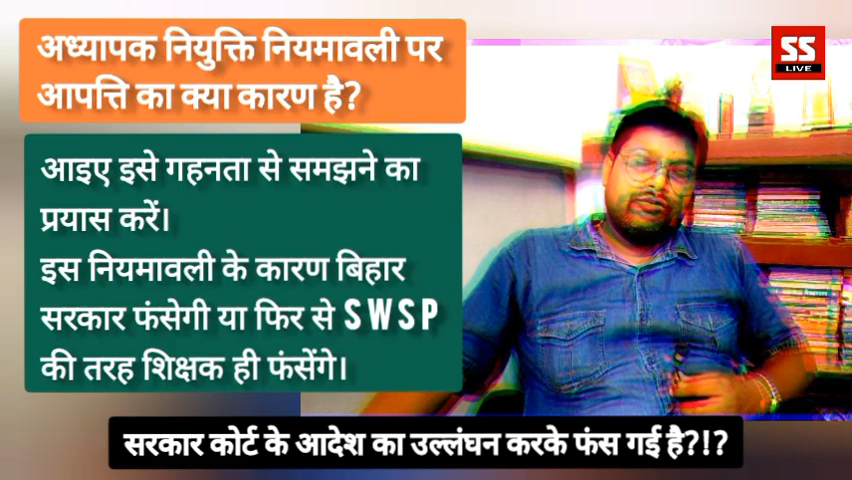 अध्यापक नियुक्ति नियमावली पर
आपत्ति का क्या कारण है?
SS
LIVE
आइए इसे गहनता से समझने का
प्रयास करें।
इस नियमावली के कारण बिहार
सरकार फंसेगी या फिर से SWSP
की तरह शिक्षक ही फंसेंगे।
सरकार कोर्ट के आदेश का उल्लंघन करके फंस गई है?!?